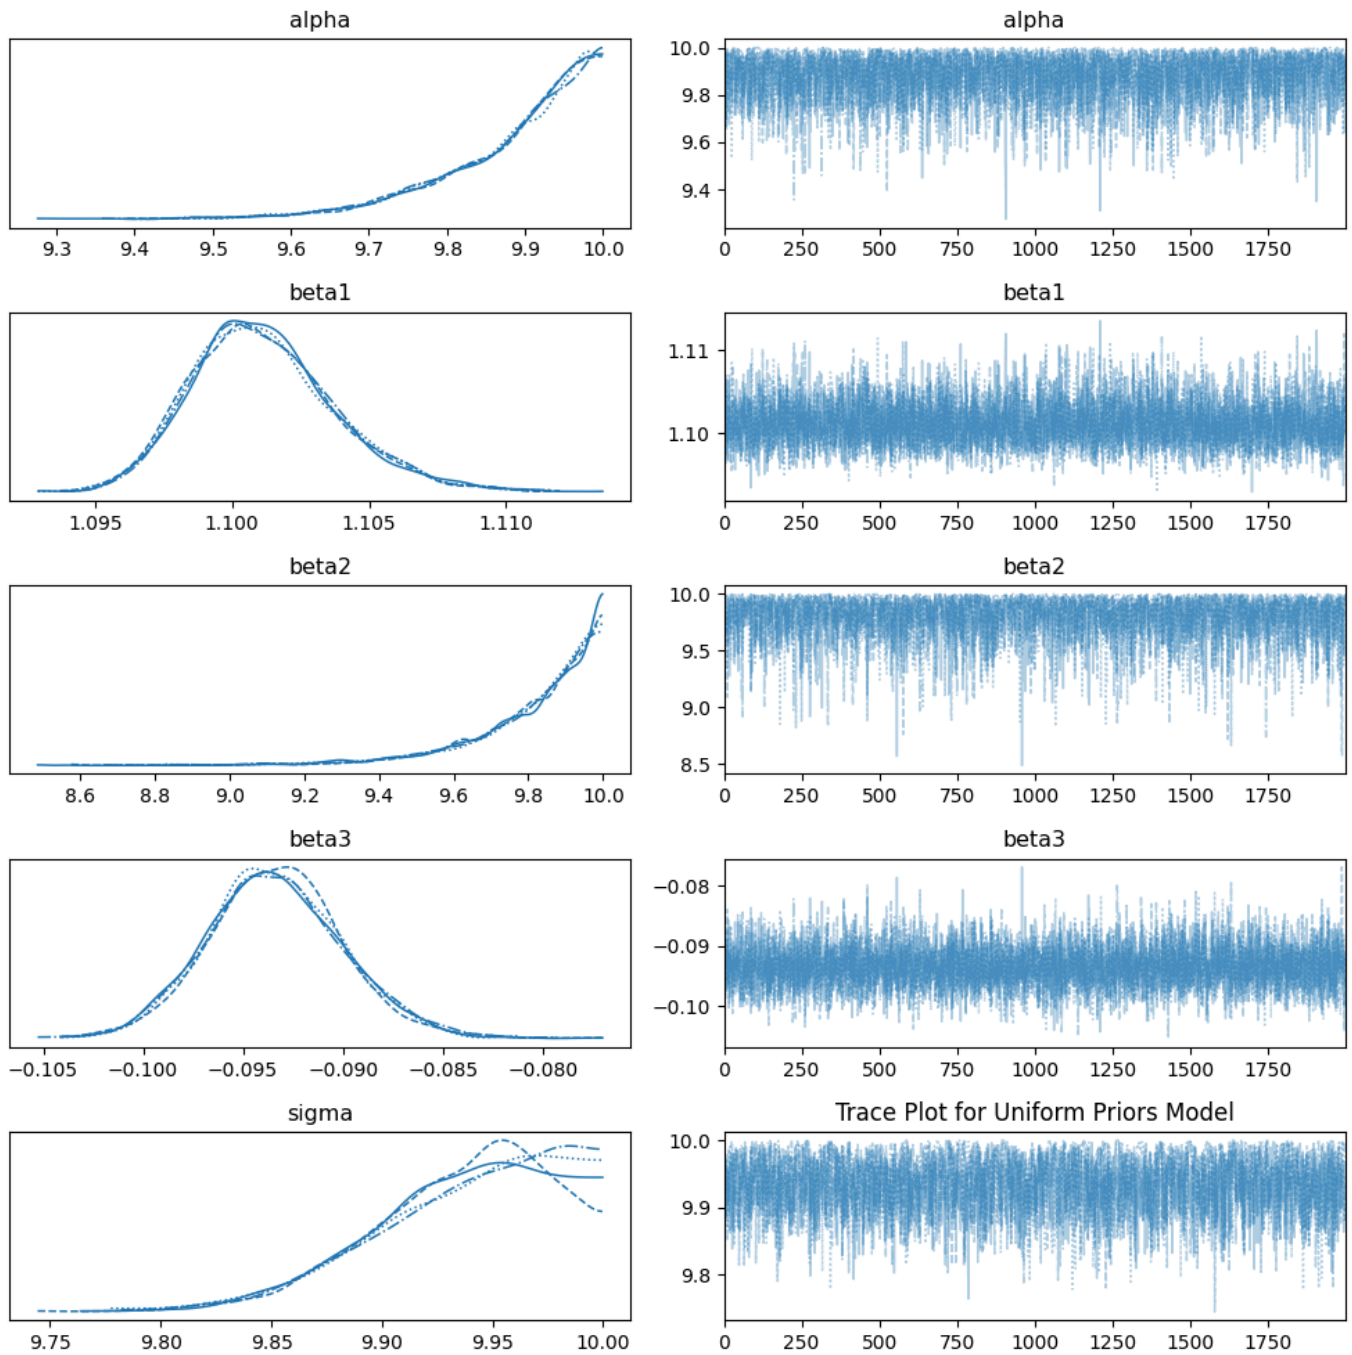 alpha alpha
10.0
9.8
9.6
9.4
9.3 9.4 9.5 9.6 9.7 9.8 9.9 10.0 0 250 500 750 1000 1250 1500 1750
beta1 beta1
1.11
1.10
1.095 1.100 1.105 1.110 0 250 500 750 1000 1250 1500 1750
beta2 beta2
10.0
9.5
9.0
8.5
8.6 8.8 9.0 9.2 9.4 9.6 9.8 10.0 0 250 500 750 1000 1250 1500 1750
beta3 beta3
−0.08
−0.09
−0.10
−0.105 −0.100 −0.095 −0.090 −0.085 −0.080 0 250 500 750 1000 1250 1500 1750
sigma Trace Plot for Uniform Priors Model
10.0
9.9
9.8
9.75 9.80 9.85 9.90 9.95 10.00 0 250 500 750 1000 1250 1500 1750